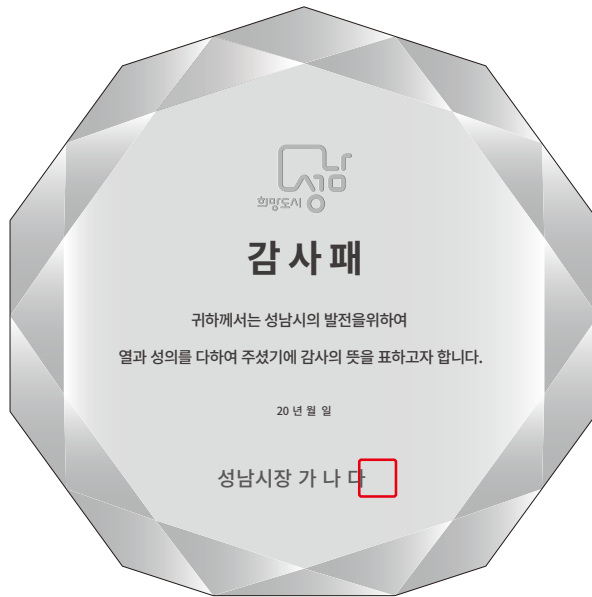 희망도시 성남
감사패
귀하께서는 성남시의 발전을위하여
열과 성의를 다하여 주셨기에 감사의 뜻을 표하고자 합니다.
20 년 월 일
성남시장 가 나 다